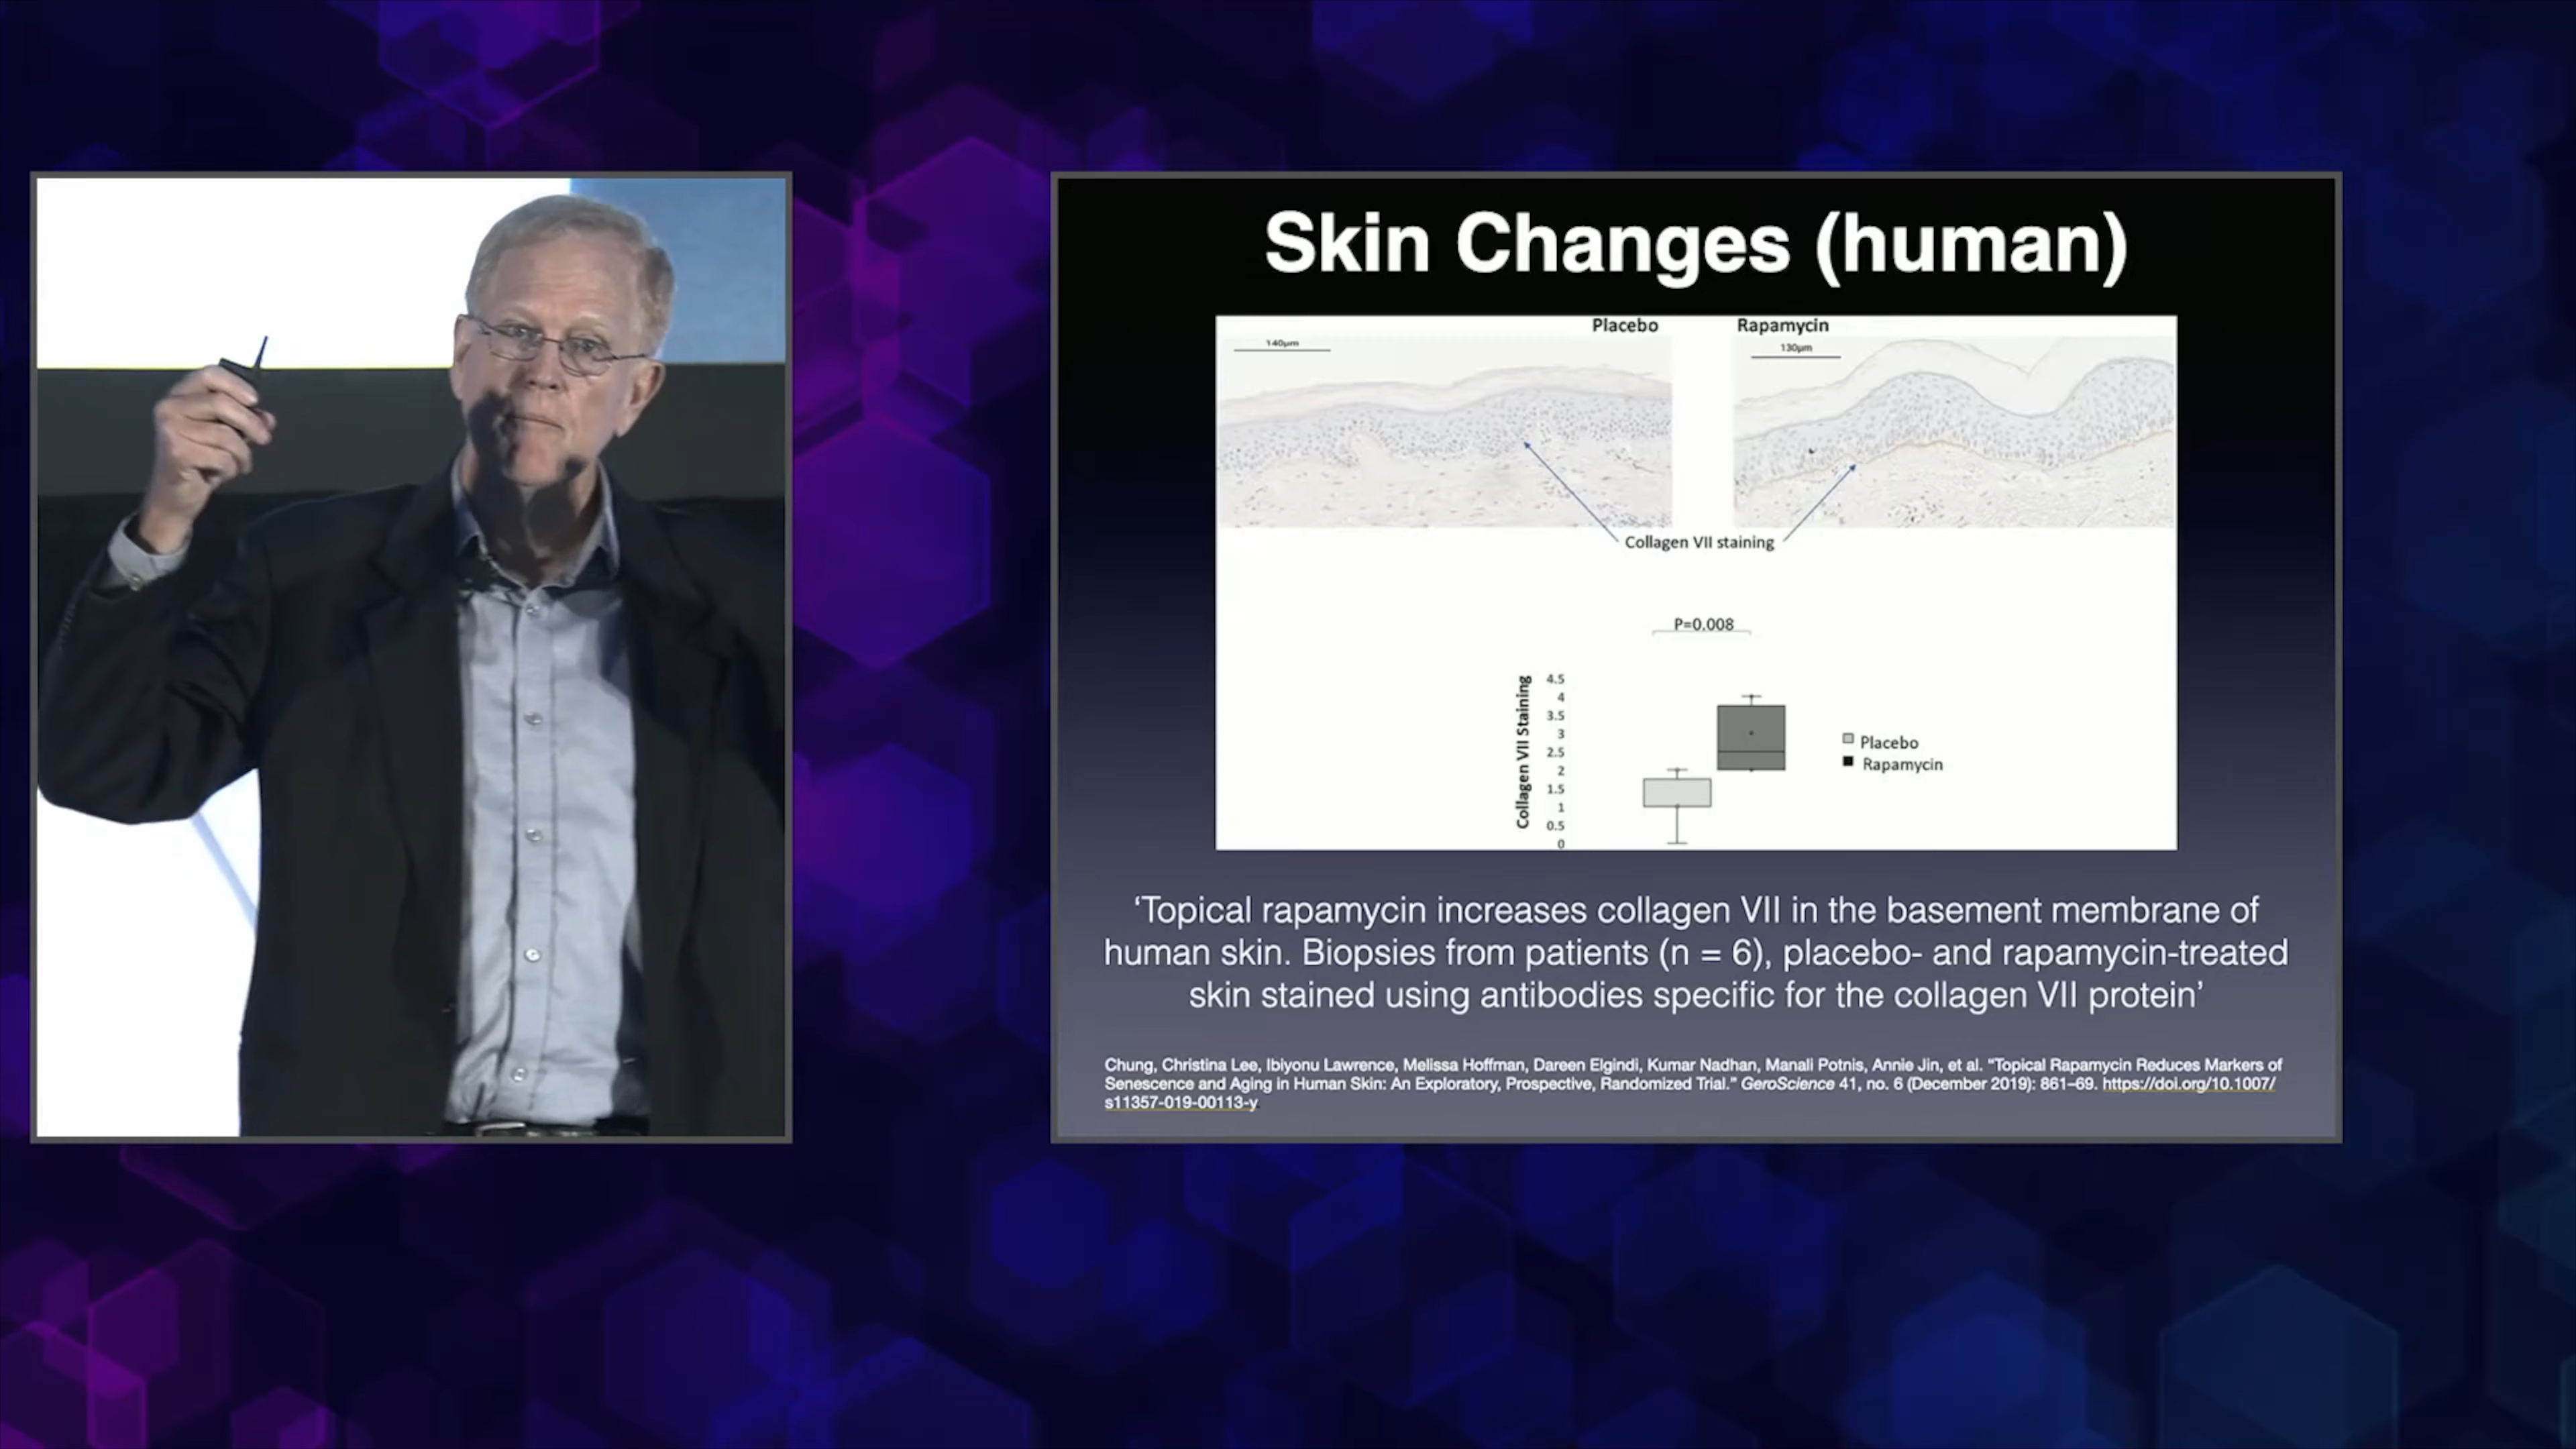 Skin Changes (human)
Placebo
Rapamycin
140µm
130µm
Collagen VII staining
P=0.008
Collagen VII Staining
4.5
4
3.5
3
2.5
2
1.5
1
0.5
0
Placebo
Rapamycin
‘Topical rapamycin increases collagen VII in the basement membrane of
human skin. Biopsies from patients (n = 6), placebo- and rapamycin-treated
skin stained using antibodies specific for the collagen VII protein’
Chung, Christina Lee, Ibiyonu Lawrence, Melissa Hoffman, Dareen Elgindi, Kumar Nadhan, Manali Potnis, Annie Jin, et al. “Topical Rapamycin Reduces Markers of
Senescence and Aging in Human Skin: An Exploratory, Prospective, Randomized Trial.” GeroScience 41, no. 6 (December 2019): 861–69. https://doi.org/10.1007/
s11357-019-00113-y